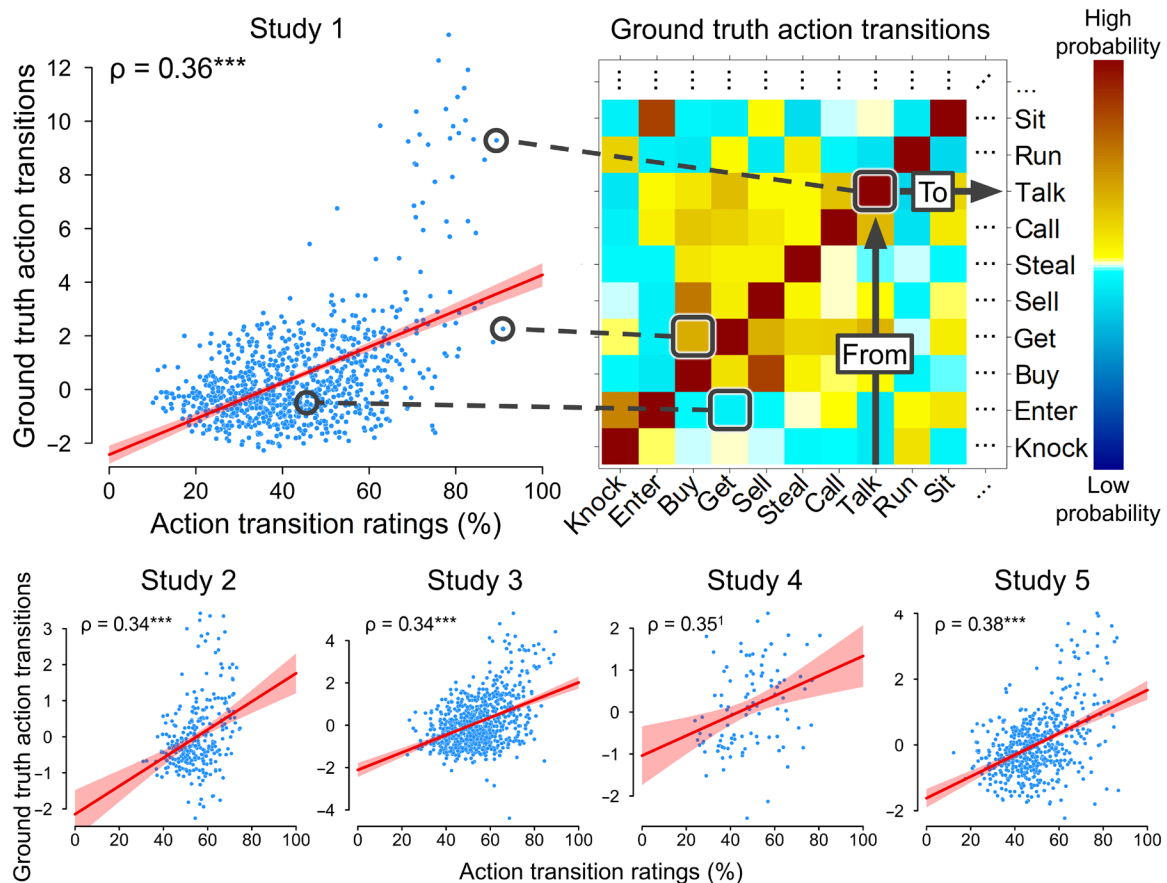 Study 1
Ground truth action transitions
High
probability
ρ = 0.36***
Ground truth action transitions
12
10
8
6
4
2
0
−2
0
20
40
60
80
100
Action transition ratings (%)
...
Sit
Run
Talk
Call
Steal
Sell
Get
Buy
Enter
Knock
To
From
Knock
Enter
Buy
Get
Sell
Steal
Call
Talk
Run
Sit
...
Low
probability
Ground truth action transitions
Study 2
ρ = 0.34***
3
2
1
0
−1
−2
0
20
40
60
80
100
Study 3
ρ = 0.34***
4
2
0
−2
−4
0
20
40
60
80
100
Study 4
ρ = 0.35¹
2
1
0
−1
−2
0
20
40
60
80
100
Study 5
ρ = 0.38***
4
2
0
−2
0
20
40
60
80
100
Action transition ratings (%)